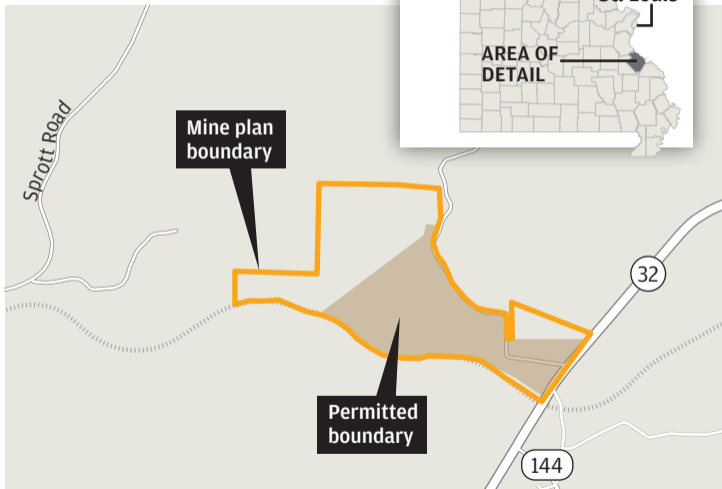 AREA OF
DETAIL
Sprott Road
Mine plan
boundary
32
Permitted
boundary
144